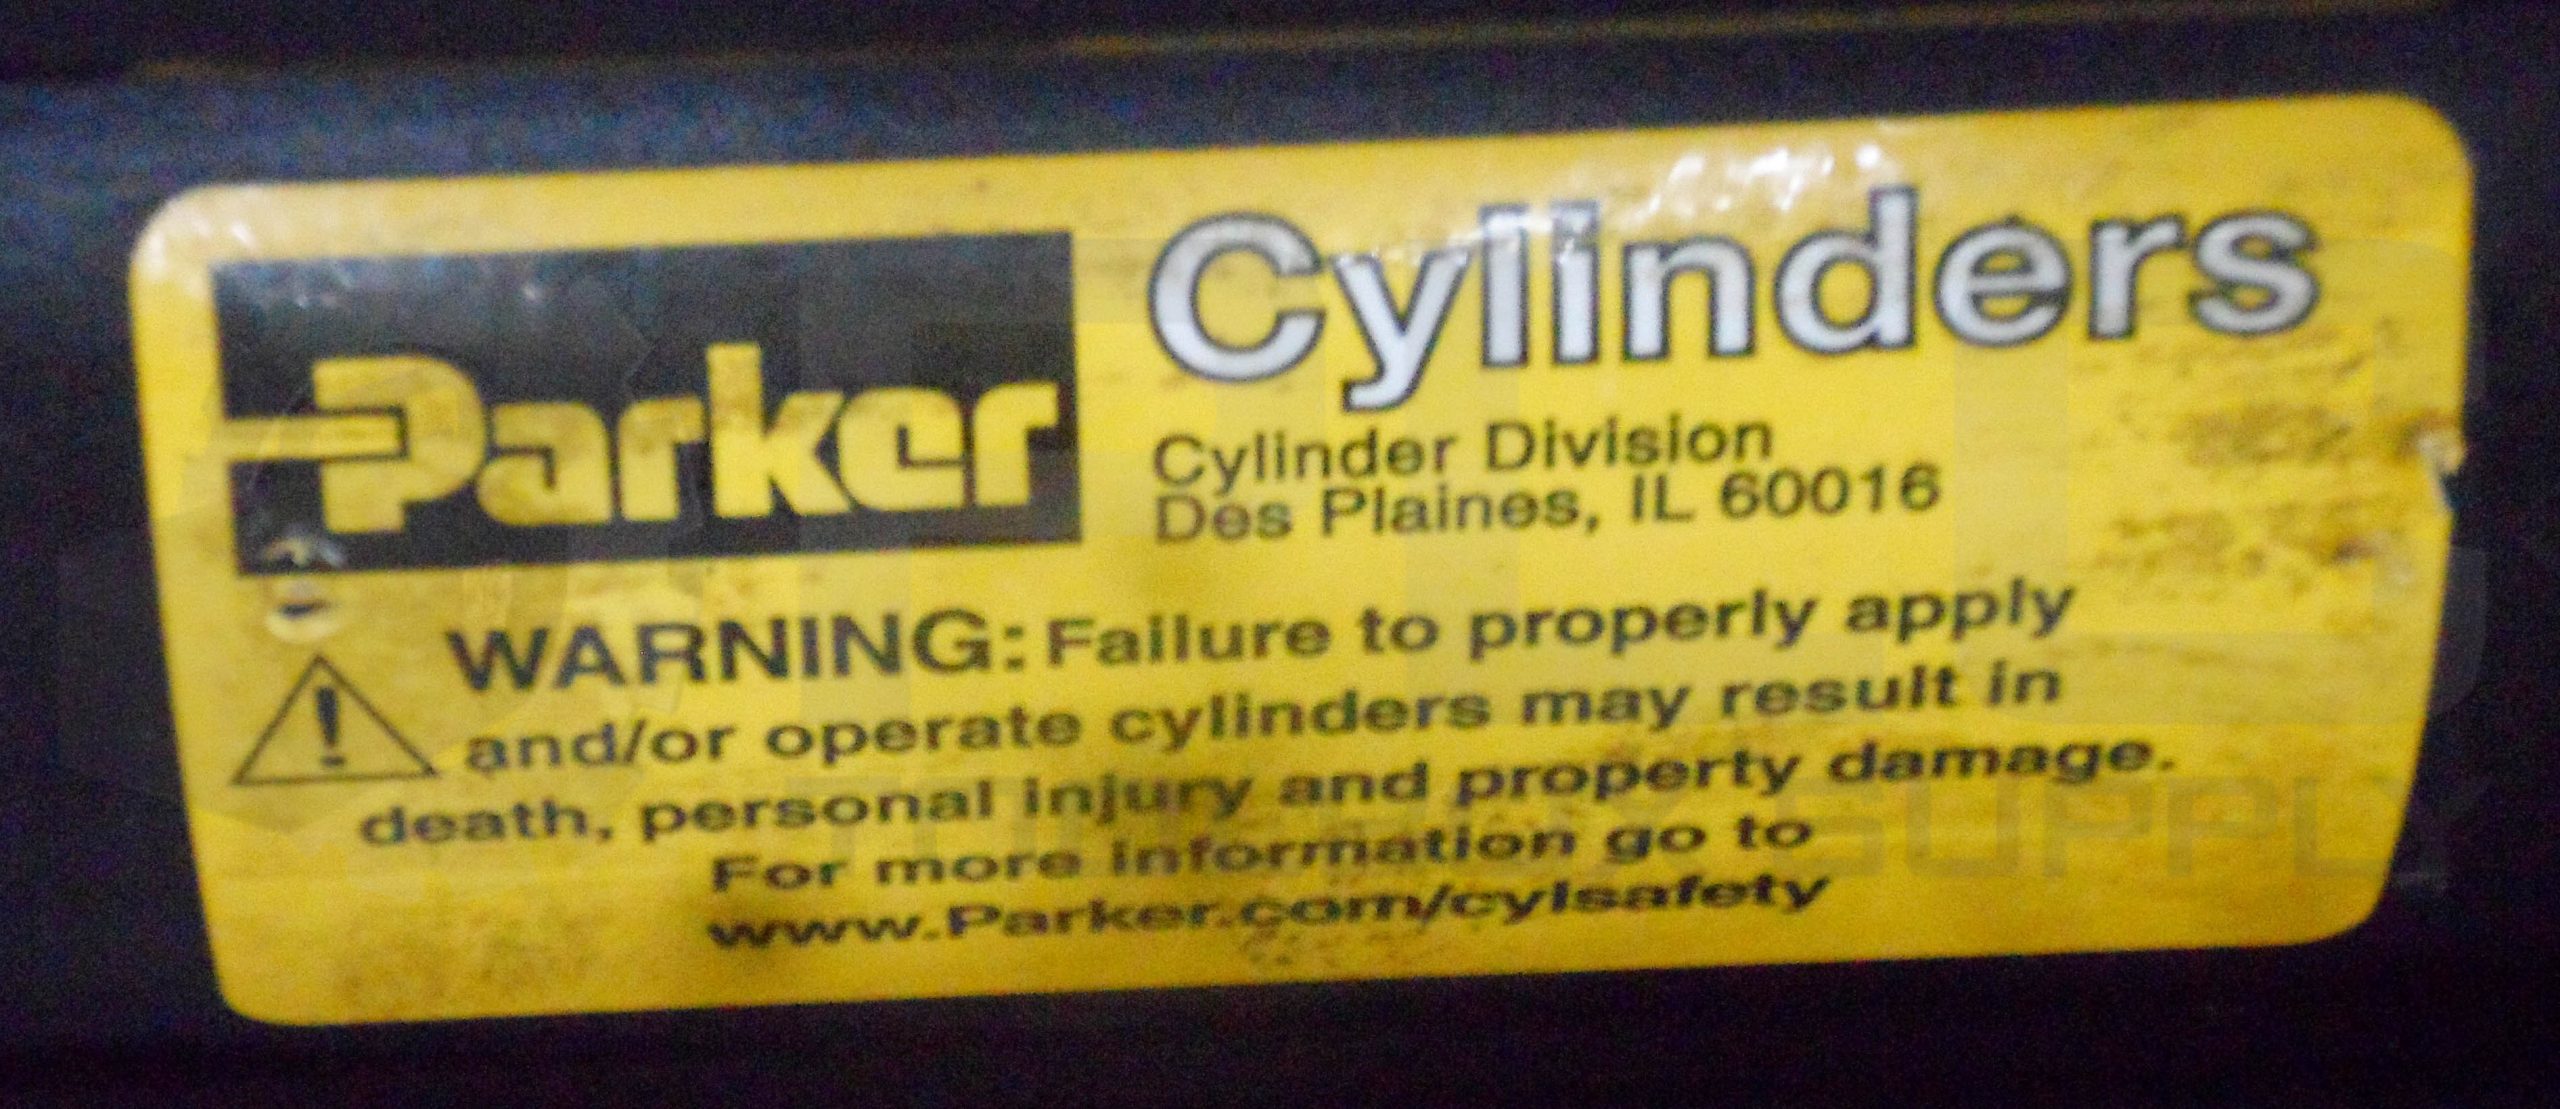 Parker
Cylinders
Cylinder Division
Des Plaines, IL 60016
WARNING: Failure to properly apply
and/or operate cylinders may result in
death, personal injury and property damage.
For more information go to
www.Parker.com/cylsafety
SUPPLY